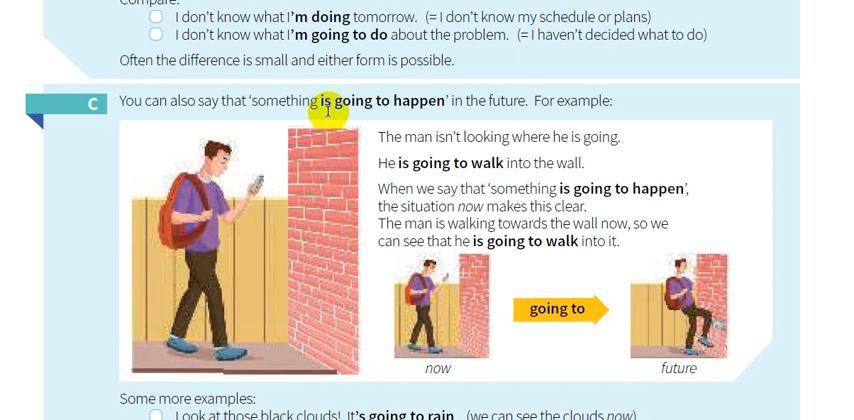 Compare:
I don't know what I'm doing tomorrow. (= I don't know my schedule or plans)
I don't know what I'm going to do about the problem. (= I haven't decided what to do)
Often the difference is small and either form is possible.
C
You can also say that 'something is going to happen' in the future. For example:
The man isn't looking where he is going.
He is going to walk into the wall.
When we say that 'something is going to happen',
the situation now makes this clear.
The man is walking towards the wall now, so we
can see that he is going to walk into it.
going to
now
future
Some more examples:
Look at those black clouds! It's going to rain. (we can see the clouds now)